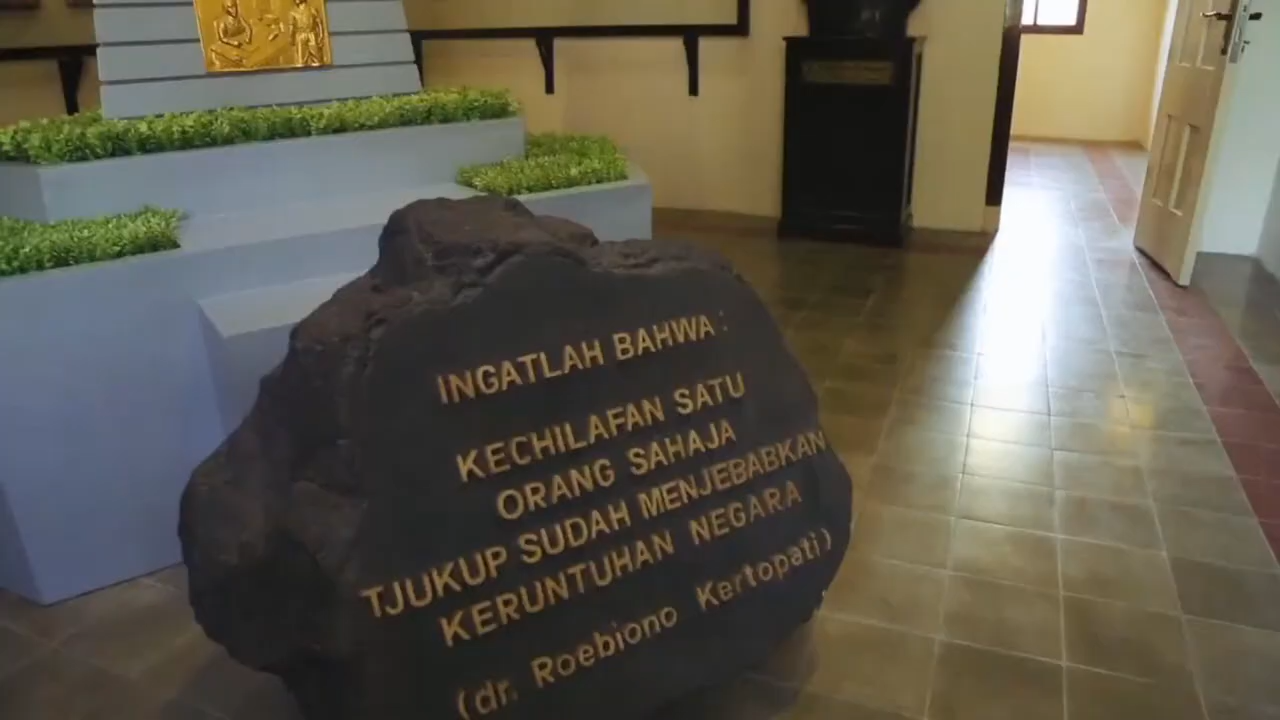 INGATLAH BAHWA :
KECHILAFAN SATU
ORANG SAHAJA
TJUKUP SUDAH MENJEBABKAN
KERUNTUHAN NEGARA
(dr. Roebiono Kertopati)